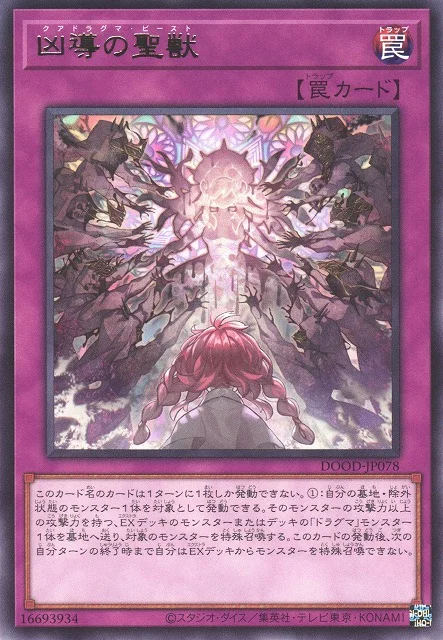 クアドラグマ・ビースト
凶導の聖獣
トラップ
罠
トラップ
【罠カード】
DOOD-JP078
このカード名のカードは1ターンに1枚しか発動できない。①:自分の墓地・除外
状態のモンスター1体を対象として発動できる。そのモンスターの攻撃力以上
の攻撃力を持つ、EXデッキのモンスターまたはデッキの「ドラグマ」モンスター
1体を墓地へ送り、対象のモンスターを特殊召喚する。このカードの発動後、次の
自分ターンの終了時まで自分はEXデッキからモンスターを特殊召喚できない。
16693934
©スタジオ・ダイス/集英社・テレビ東京・KONAMI